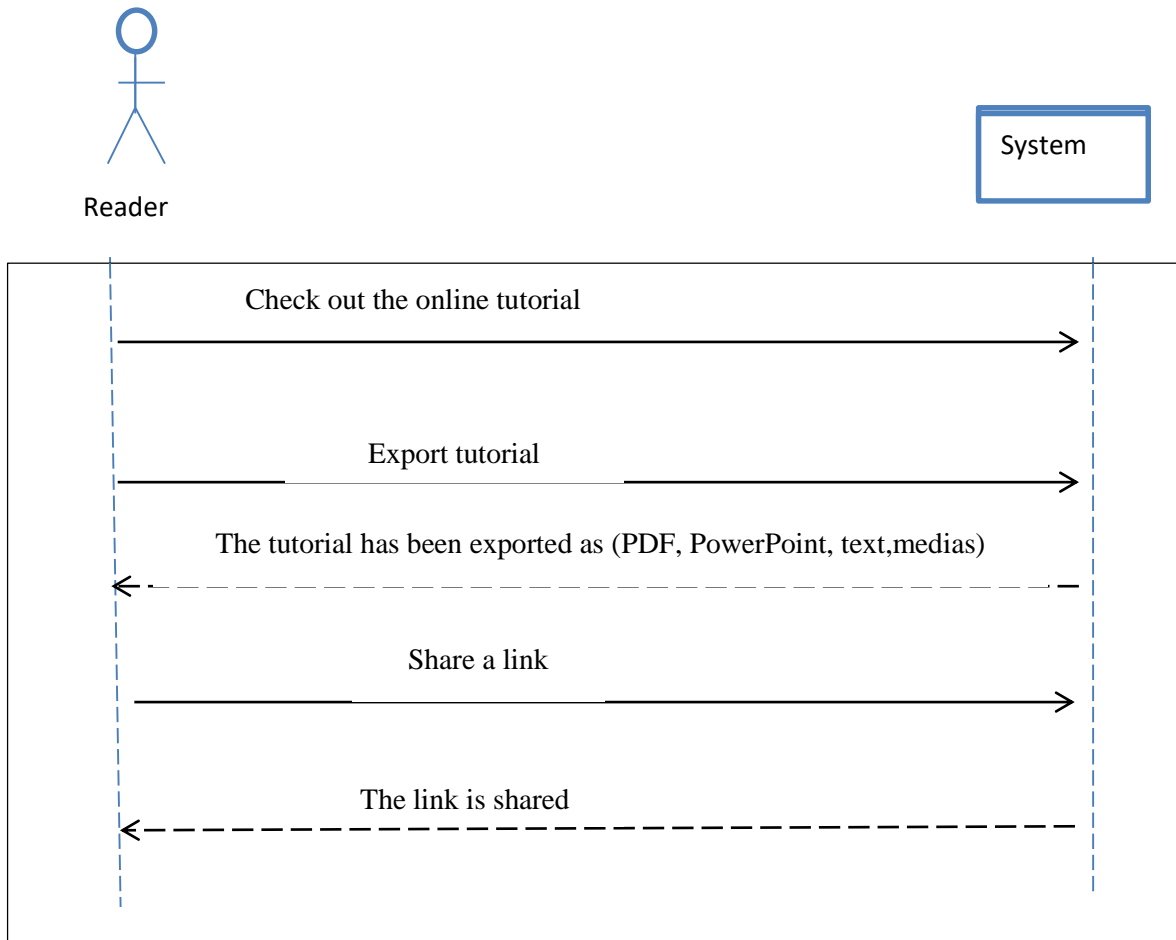 System
Reader
Check out the online tutorial
Export tutorial
The tutorial has been exported as (PDF, PowerPoint, text,medias)
Share a link
The link is shared